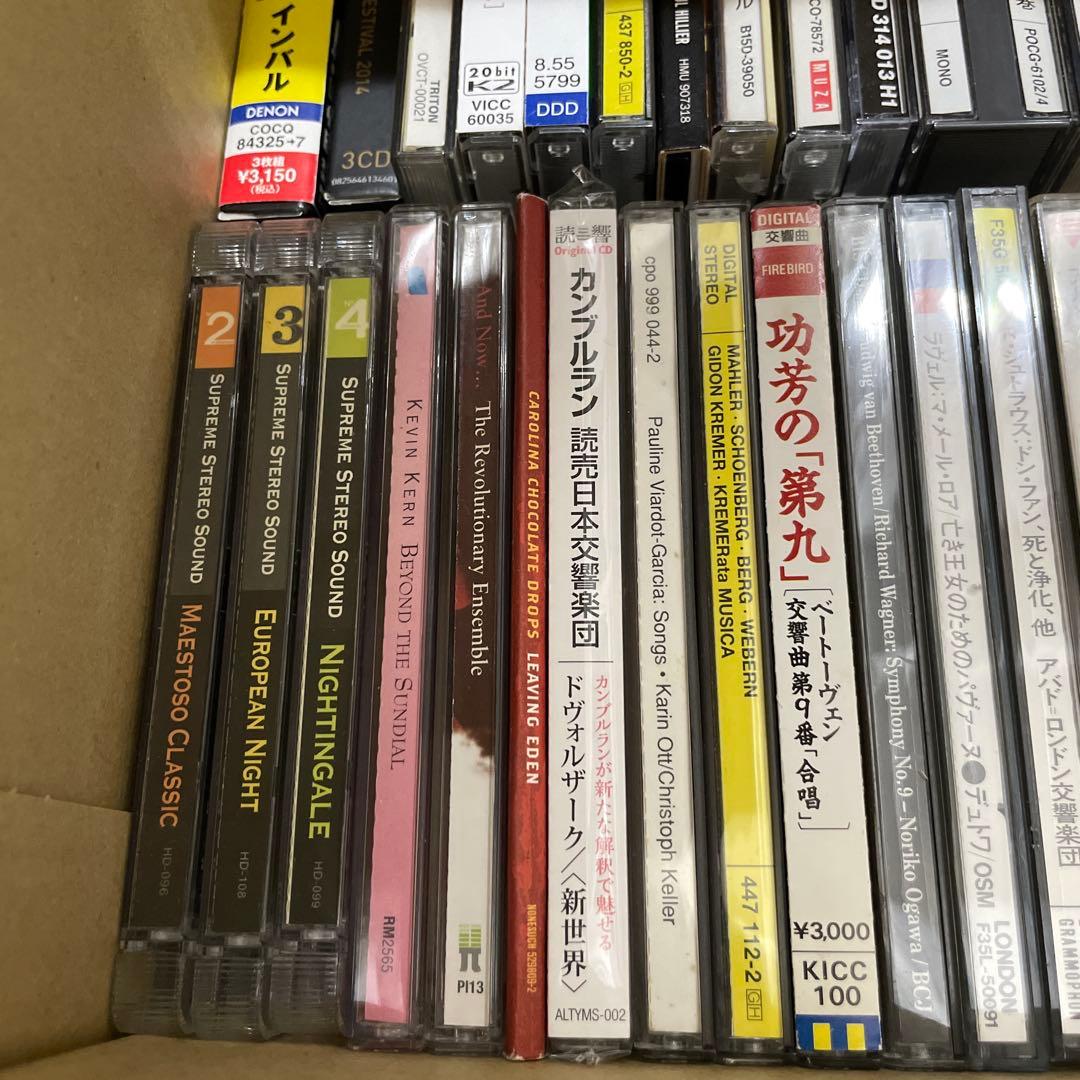 インバル
DENON
COCQ
84325→7
3枚組
¥3,150
(税込)
ESTIVAL 2014
3CD
0825646134601
TRITON
OVCT-00021
20bit
K2
VICC
60035
8.55
5799
DDD
437 850-2
GH
UL HILLIER
HMU 907318
ル
B15D-39050
CO-78572
MUZA
D 314 013 H1
MONO
巻
POCG-6102/4
2
SUPREME STEREO SOUND
MAESTOSO CLASSIC
HD-096
3
SUPREME STEREO SOUND
EUROPEAN NIGHT
HD-108
No
4
SUPREME STEREO SOUND
NIGHTINGALE
HD-099
KEVIN KERN BEYOND THE SUNDIAL
RM2565
And Now... The Revolutionary Ensemble
PI13
CAROLINA CHOCOLATE DROPS LEAVING EDEN
NONESUCH 529809-2
読響
Original CD
カンブルラン 読売日本交響楽団
カンブルランが新たな解釈で魅せる
ドヴォルザーク/〈新世界〉
ALTYMS-002
cpo 999 044-2
Pauline Viardot-Garcia: Songs • Karin Ott/Christoph Keller
DIGITAL
STEREO
MAHLER · SCHOENBERG · BERG · WEBERN
GIDON KREMER · KREMERata MUSICA
447 112-2
GH
DIGITAL
交響曲
FIREBIRD
功芳の「第九」
ベートーヴェン
交響曲第9番「合唱」
¥3,000
KICC
100
Ludwig van Beethoven/Richard Wagner: Symphony No.9 – Noriko Ogawa / BCJ
ラヴェル:マ・メール・ロア/亡き王女のためのパヴァーヌ●デュトワ/OSM
LONDON
F35L-50091
F35G
ラウス:ドン・ファン、死と浄化、他
アバド=ロンドン交響楽団
GRAMMOPHON